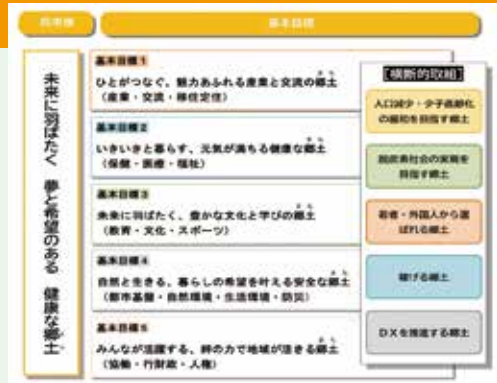 将来像
基本目標
未来に羽ばたく 夢と希望のある 健康な郷土
基本目標1
ひとがつなぐ、魅力あふれる産業と交流の郷土
(産業・交流・移住定住)
基本目標2
いきいきと暮らす、元気が満ちる健康な郷土
(保健・医療・福祉)
基本目標3
未来に羽ばたく、豊かな文化と学びの郷土
(教育・文化・スポーツ)
基本目標4
自然と生きる、暮らしの希望を叶える安全な郷土
(都市基盤・自然環境・生活環境・防災)
基本目標5
みんなが活躍する、絆の力で地域が活きる郷土
(協働・行財政・人権)
【横断的取組】
人口減少・少子高齢化
の緩和を目指す郷土
脱炭素社会の実現を
目指す郷土
若者・外国人から選
ばれる郷土
稼げる郷土
DXを推進する郷土